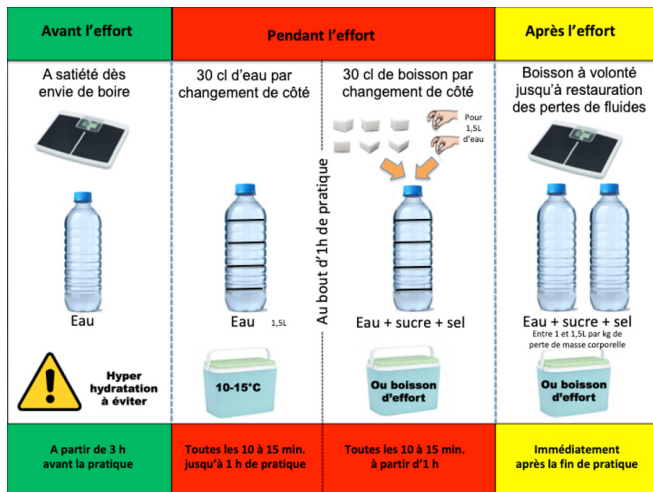 Avant l'effort
Pendant l'effort
Après l'effort
A satiété dès
envie de boire
Eau
Hyper
hydratation
à éviter
A partir de 3 h
avant la pratique
30 cl d'eau par
changement de côté
Eau 1,5L
10-15°C
Toutes les 10 à 15 min.
jusqu'à 1 h de pratique
Au bout d'1h de pratique
30 cl de boisson par
changement de côté
Pour
1,5L
d'eau
Eau + sucre + sel
Ou boisson
d'effort
Toutes les 10 à 15 min.
à partir d'1 h
Boisson à volonté
jusqu'à restauration
des pertes de fluides
Eau + sucre + sel
Entre 1 et 1,5L par kg de
perte de masse corporelle
Ou boisson
d'effort
Immédiatement
après la fin de pratique